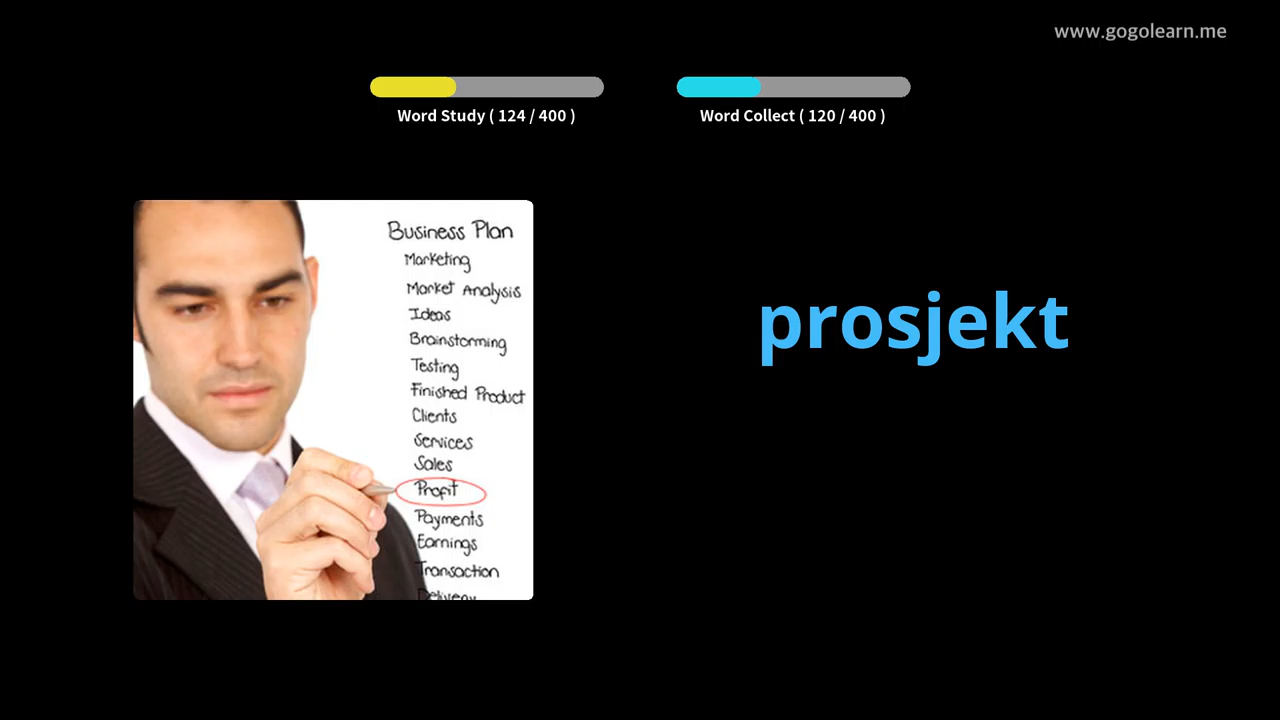 www.gogolearn.me
Word Study ( 124 / 400 )
Word Collect ( 120 / 400 )
Business Plan
Marketing
Market Analysis
Ideas
Brainstorming
Testing
Finished Product
Clients
Services
Sales
Profit
Payments
Earnings
Transaction
Delivery
prosjekt